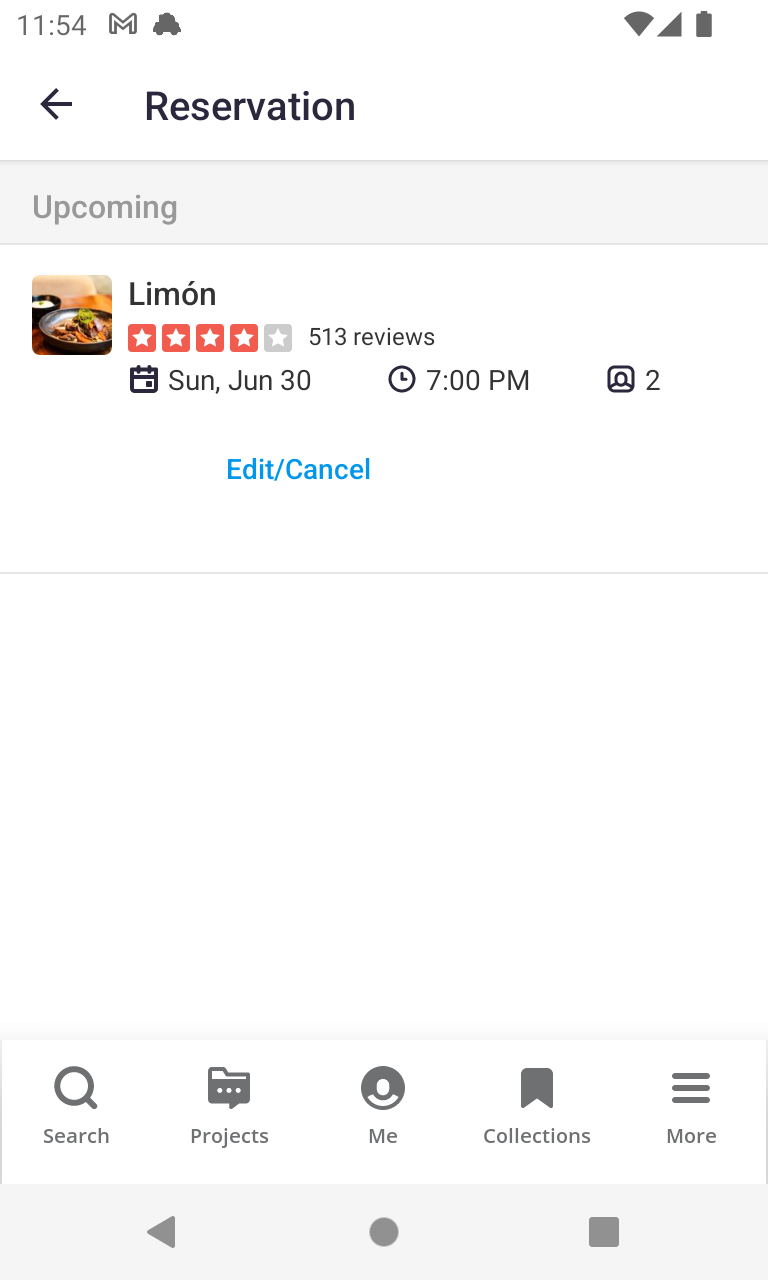 11:54
Reservation
Upcoming
Limón
513 reviews
Sun, Jun 30 7:00 PM 2
Edit/Cancel
Search Projects Me Collections More